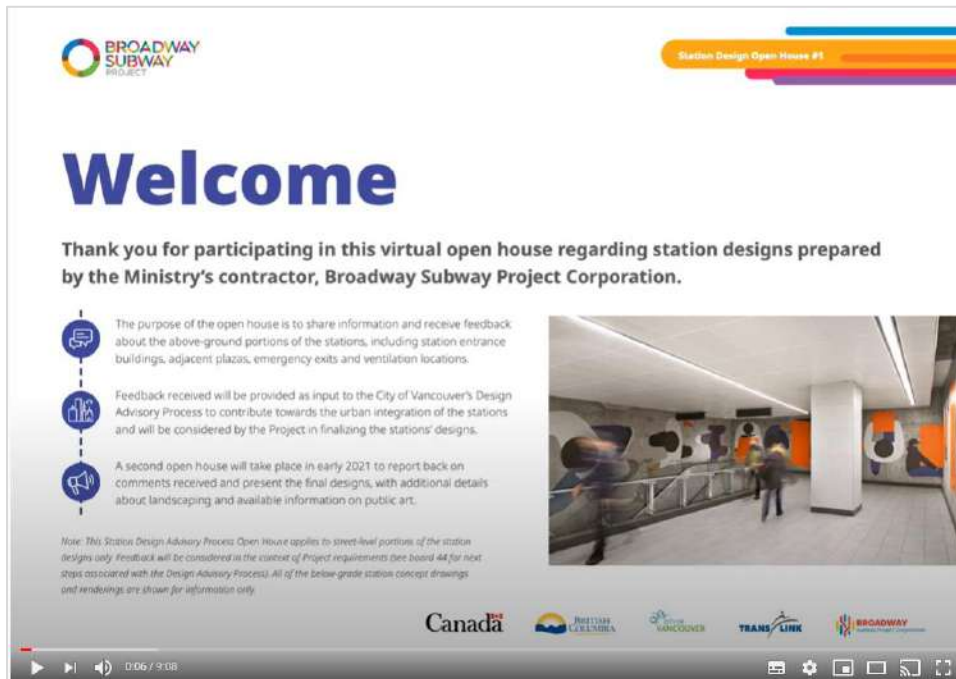 BROADWAY
SUBWAY
PROJECT
Station Design Open House #1
Welcome
Thank you for participating in this virtual open house regarding station designs prepared
by the Ministry's contractor, Broadway Subway Project Corporation.
The purpose of the open house is to share information and receive feedback
about the above-ground portions of the stations, including station entrance
buildings, adjacent plazas, emergency exits and ventilation locations.
Feedback received will be provided as input to the City of Vancouver's Design
Advisory Process to contribute towards the urban integration of the stations
and will be considered by the Project in finalizing the stations' designs.
A second open house will take place in early 2021 to report back on
comments received and present the final designs, with additional details
about landscaping and available information on public art.
Note: This Station Design Advisory Process Open House applies to street-level portions of the station
designs only. Feedback will be considered in the context of Project requirements (see board 44 for next
steps associated with the Design Advisory Process). All of the below-grade station concept drawings
and renderings are shown for information only.
Canada
BRITISH
COLUMBIA
CITY OF
VANCOUVER
TRANSLINK
BROADWAY
Subway Project Corporation
0:06 / 9:08